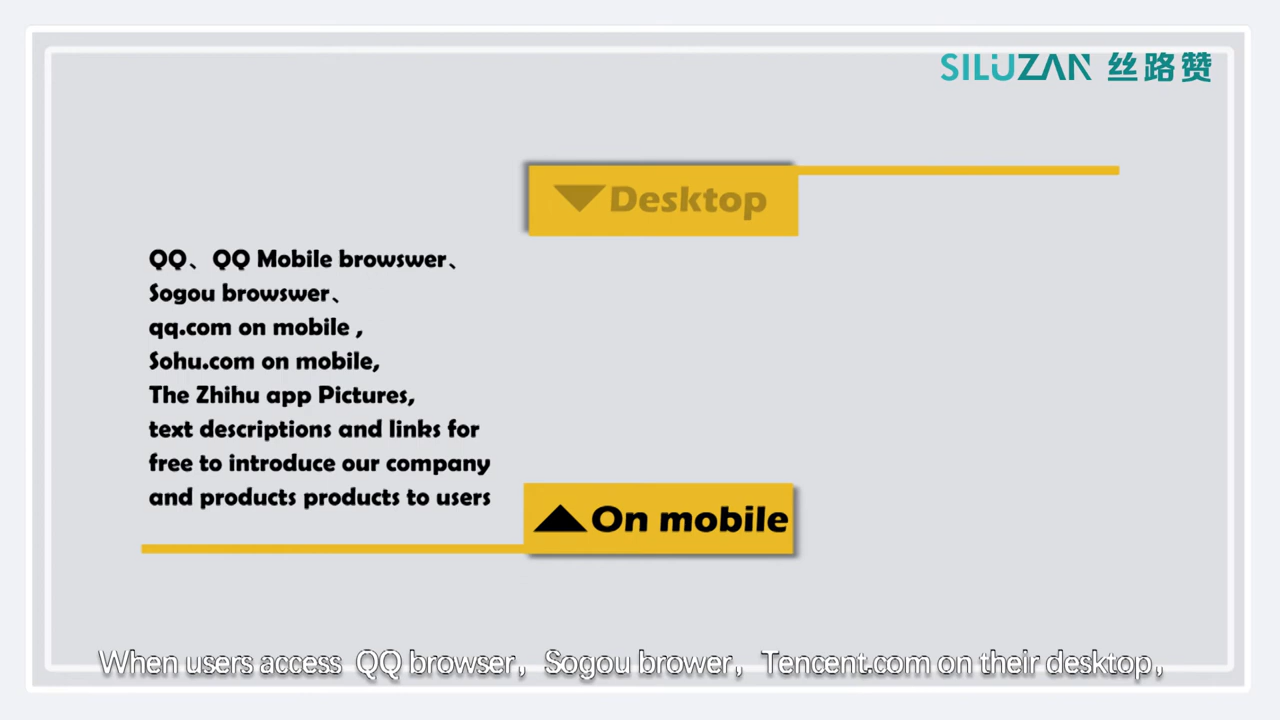 SILUZAN 丝路赞
Desktop
QQ、QQ Mobile browswer、
Sogou browswer、
qq.com on mobile ,
Sohu.com on mobile,
The Zhihu app Pictures,
text descriptions and links for
free to introduce our company
and products products to users
On mobile
When users access QQ browser，Sogou brower，Tencent.com on their desktop，